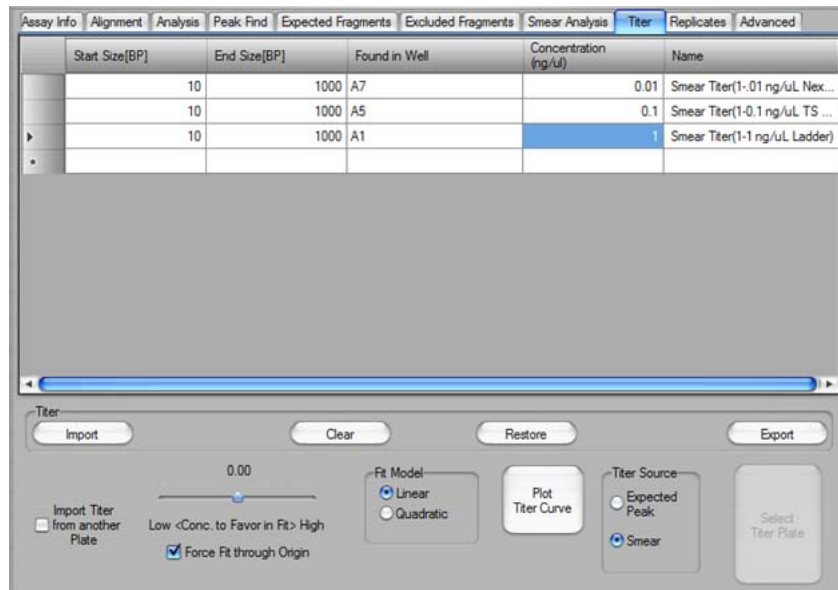 Assay Info Alignment Analysis Peak Find Expected Fragments Excluded Fragments Smear Analysis Titer Replicates Advanced
Start Size[BP] End Size[BP] Found in Well Concentration (ng/ul) Name
10 1000 A7 0.01 Smear Titer(1-.01 ng/uL Nex...
10 1000 A5 0.1 Smear Titer(1-0.1 ng/uL TS ...
10 1000 A1 1 Smear Titer(1-1 ng/uL Ladder)
Titer
Import Clear Restore Export
Import Titer from another Plate
0.00
Low <Conc. to Favor in Fit> High
Force Fit through Origin
Fit Model
Linear
Quadratic
Plot
Titer Curve
Titer Source
Expected
Peak
Smear
Select
Titer Plate